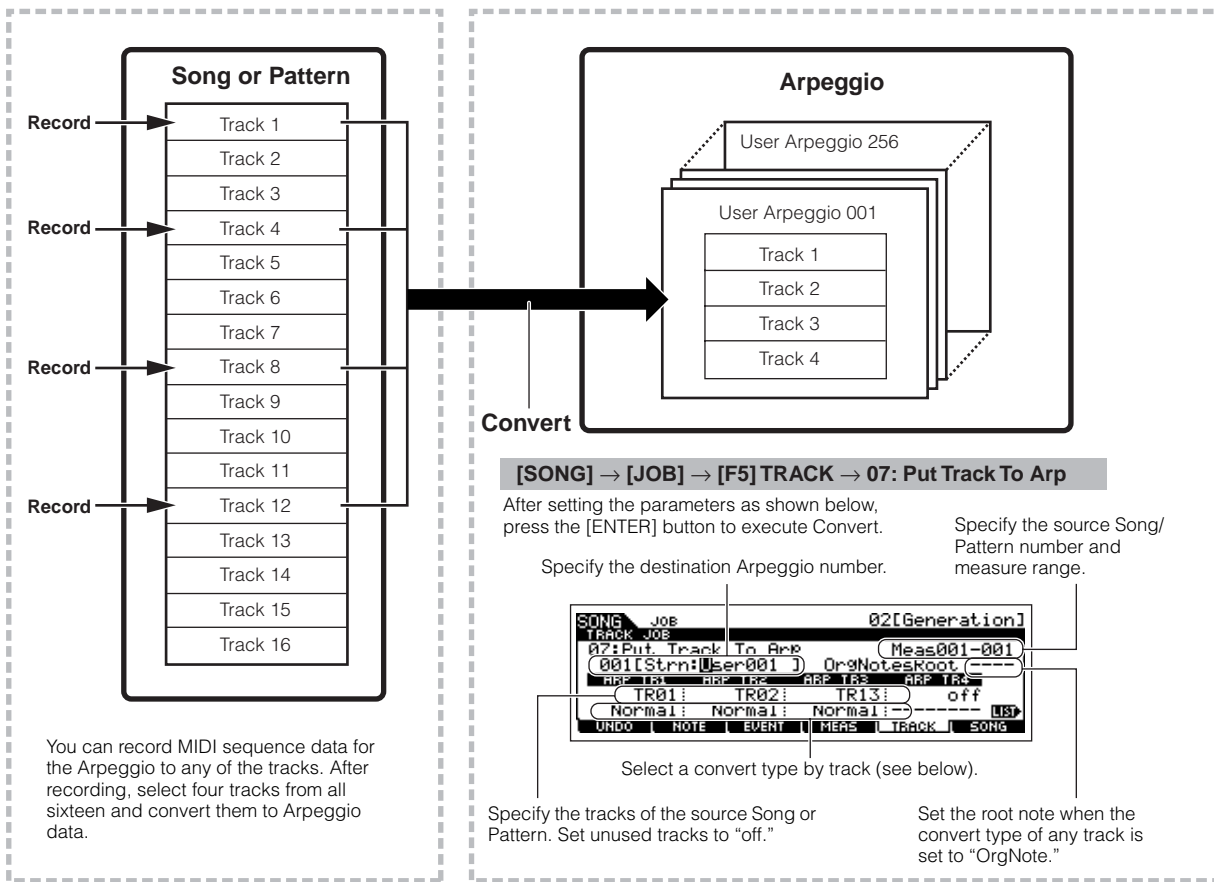 Song or Pattern
Record
Track 1
Track 2
Track 3
Record
Track 4
Track 5
Track 6
Track 7
Record
Track 8
Track 9
Track 10
Track 11
Record
Track 12
Track 13
Track 14
Track 15
Track 16
You can record MIDI sequence data for
the Arpeggio to any of the tracks. After
recording, select four tracks from all
sixteen and convert them to Arpeggio
data.
Convert
Arpeggio
User Arpeggio 256
User Arpeggio 001
Track 1
Track 2
Track 3
Track 4
[SONG] → [JOB] → [F5] TRACK → 07: Put Track To Arp
After setting the parameters as shown below,
press the [ENTER] button to execute Convert.
Specify the source Song/
Pattern number and
measure range.
Specify the destination Arpeggio number.
SONG JOB 02[Generation]
TRACK JOB
07:Put Track To Arp Meas001-001
001[Strn:User001 ] OrgNotesRoot ----
ARP TR1 ARP TR2 ARP TR3 ARP TR4
TR01 TR02 TR13 off
Normal Normal Normal -------- LIST
UNDO NOTE EVENT MEAS TRACK SONG
Select a convert type by track (see below).
Specify the tracks of the source Song or
Pattern. Set unused tracks to “off.”
Set the root note when the
convert type of any track is
set to “OrgNote.”